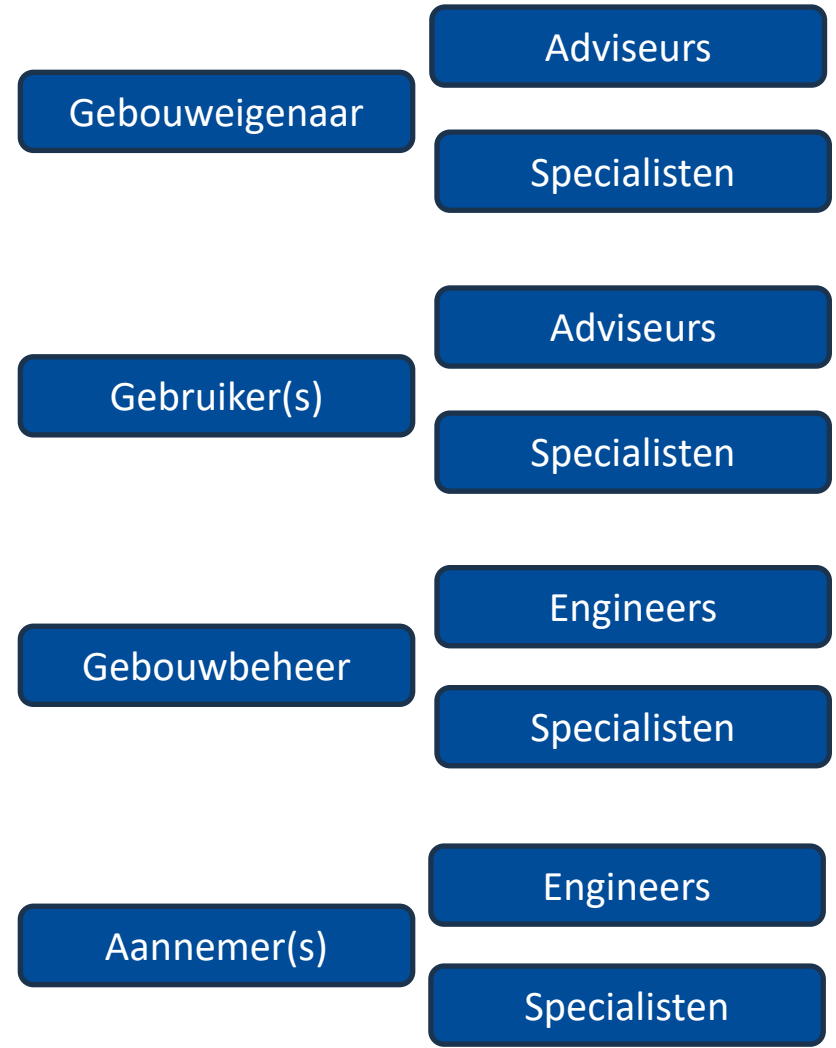 Gebouweigenaar
Adviseurs
Specialisten
Gebruiker(s)
Adviseurs
Specialisten
Gebouwbeheer
Engineers
Specialisten
Aannemer(s)
Engineers
Specialisten